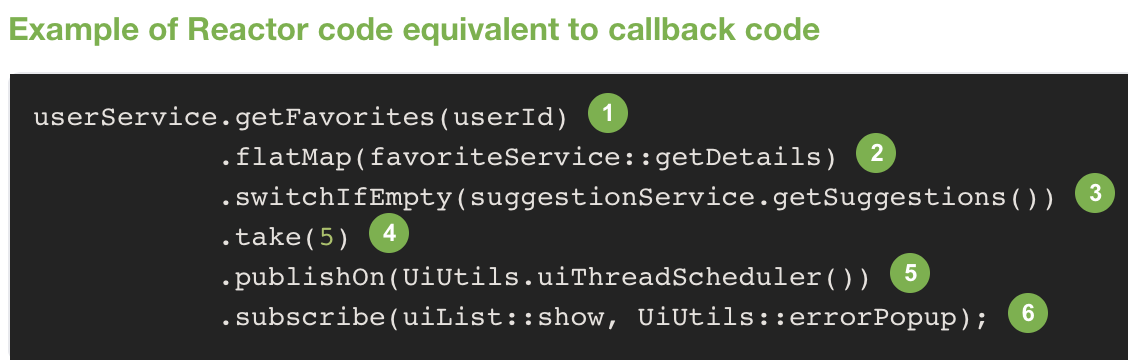 Example of Reactor code equivalent to callback code
userService.getFavorites(userId) 1
.flatMap(favoriteService::getDetails) 2
.switchIfEmpty(suggestionService.getSuggestions()) 3
.take(5) 4
.publishOn(UiUtils.uiThreadScheduler()) 5
.subscribe(uiList::show, UiUtils::errorPopup); 6